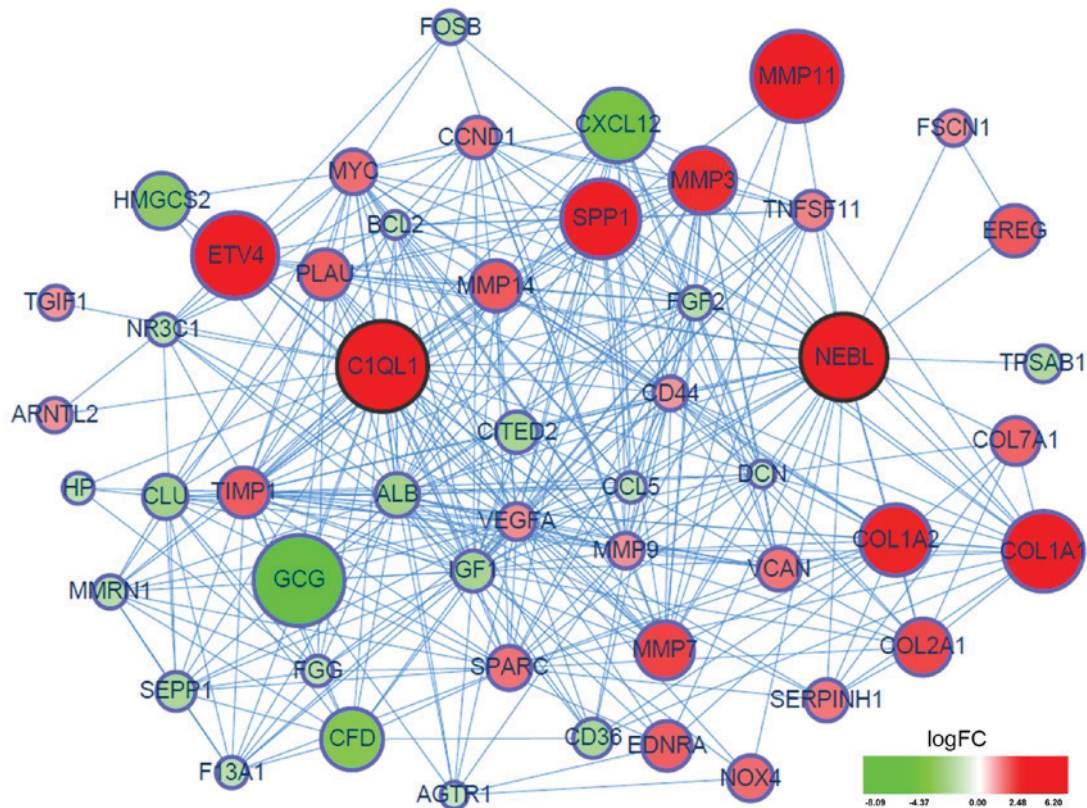 FOSB
MMP11
CXCL12
FSCN1
CCND1
MYC
MMP3
HMGCS2
SPP1
TNFSF11
BCL2
EREG
ETV4
PLAU
MMP14
TGIF1
FGF2
NR3C1
NEBL
TPSAB1
C1QL1
CD44
ARNTL2
CITED2
COL7A1
DCN
HP
CLU
TIMP1
ALB
CCL5
VEGFA
MMP9
COL1A2
COL1A1
GCG
IGF1
VCAN
MMRN1
MMP7
COL2A1
FGG
SPARC
SEPP1
SERPINH1
CFD
CD36
EDNRA
F13A1
NOX4
AGTR1
logFC
-8.09 -4.37 0.00 2.48 6.20